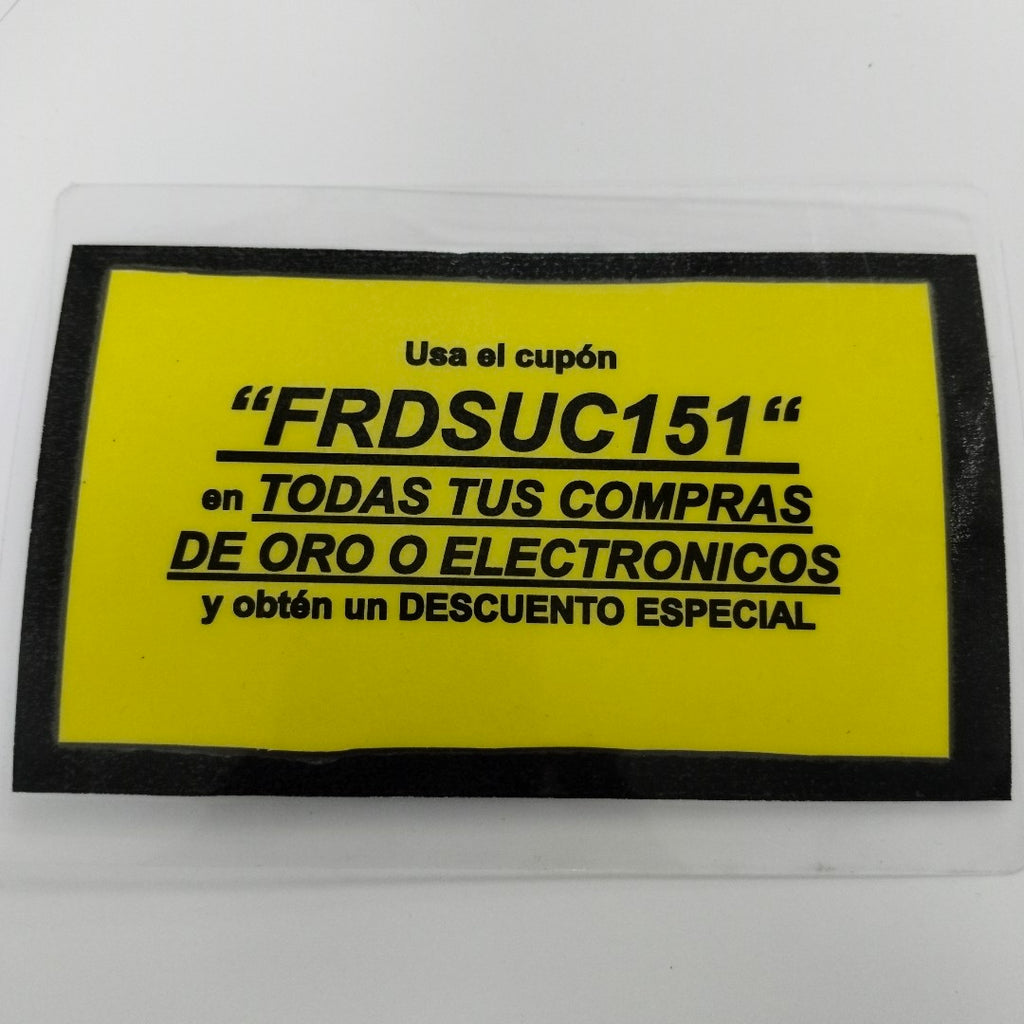 Usa el cupón
“FRDSUC151“
en TODAS TUS COMPRAS
DE ORO O ELECTRONICOS
y obtén un DESCUENTO ESPECIAL